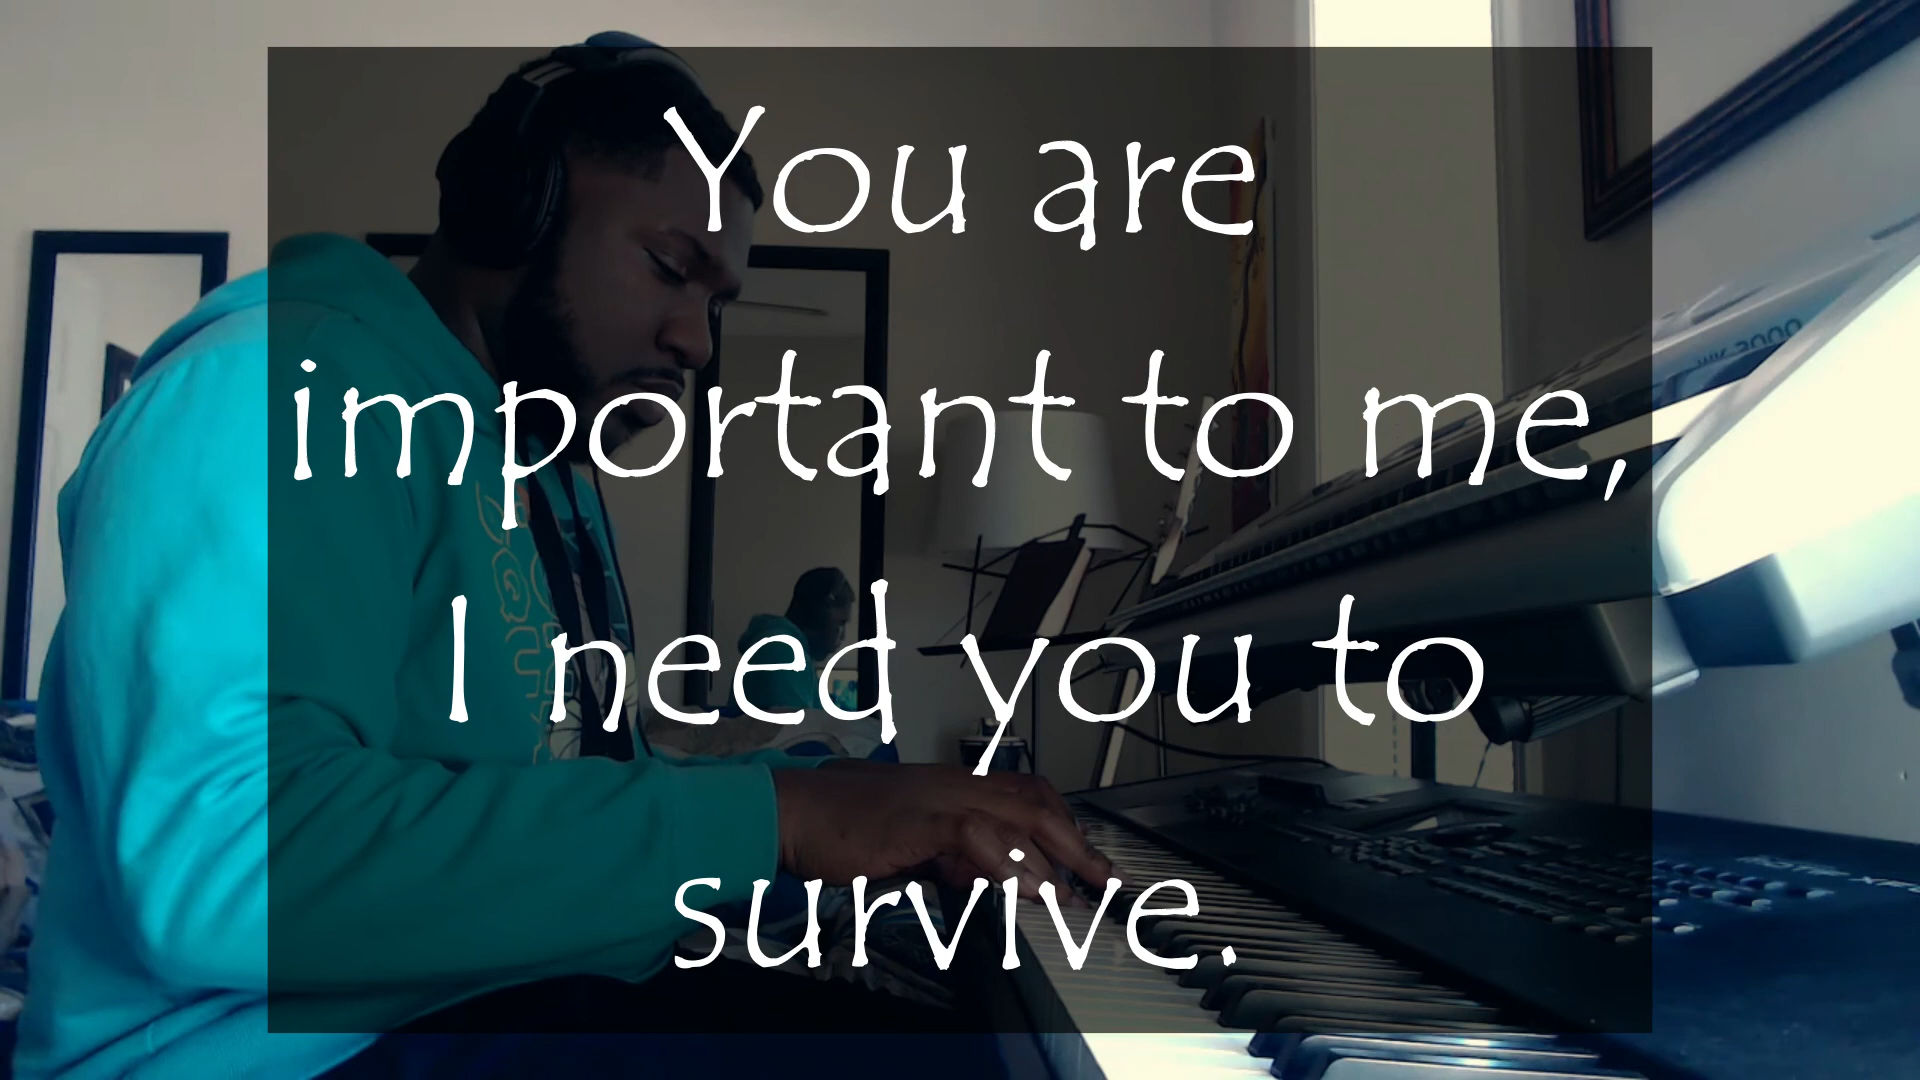 You are
important to me,
I need you to
survive.